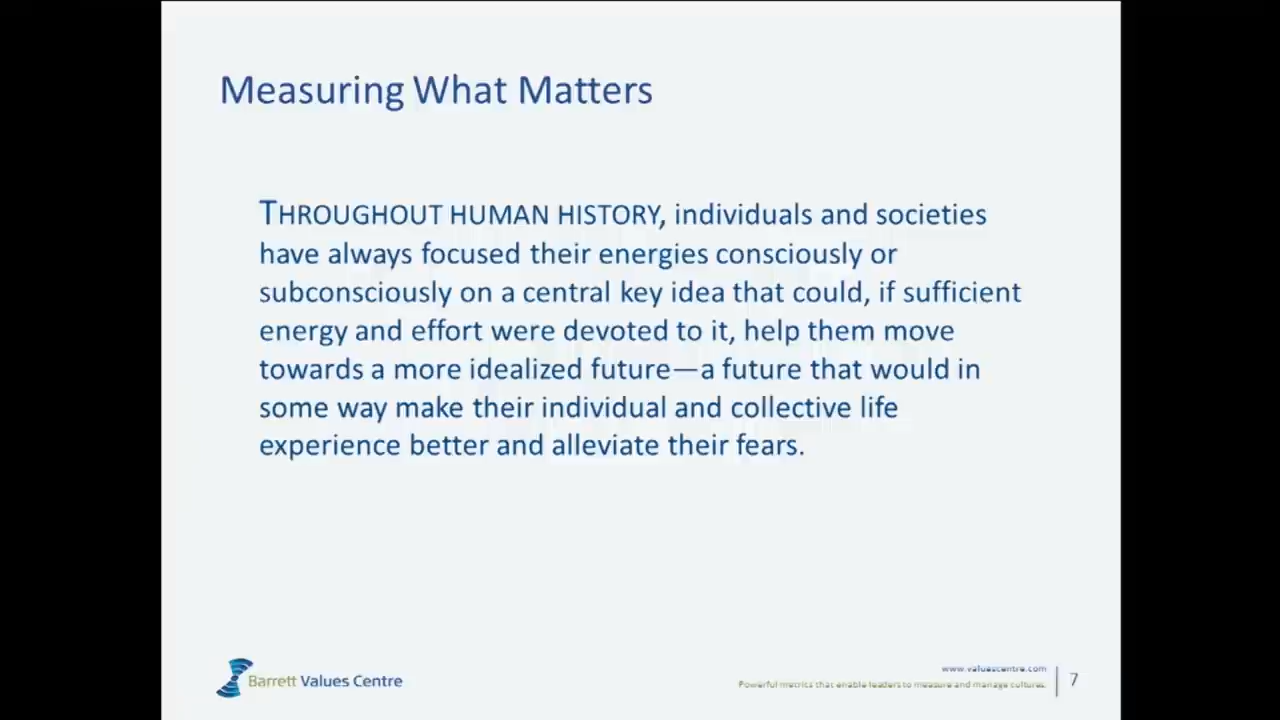 Measuring What Matters
THROUGHOUT HUMAN HISTORY, individuals and societies
have always focused their energies consciously or
subconsciously on a central key idea that could, if sufficient
energy and effort were devoted to it, help them move
towards a more idealized future—a future that would in
some way make their individual and collective life
experience better and alleviate their fears.
Barrett Values Centre
www.valuescentre.com
Powerful metrics that enable leaders to measure and manage cultures.
7